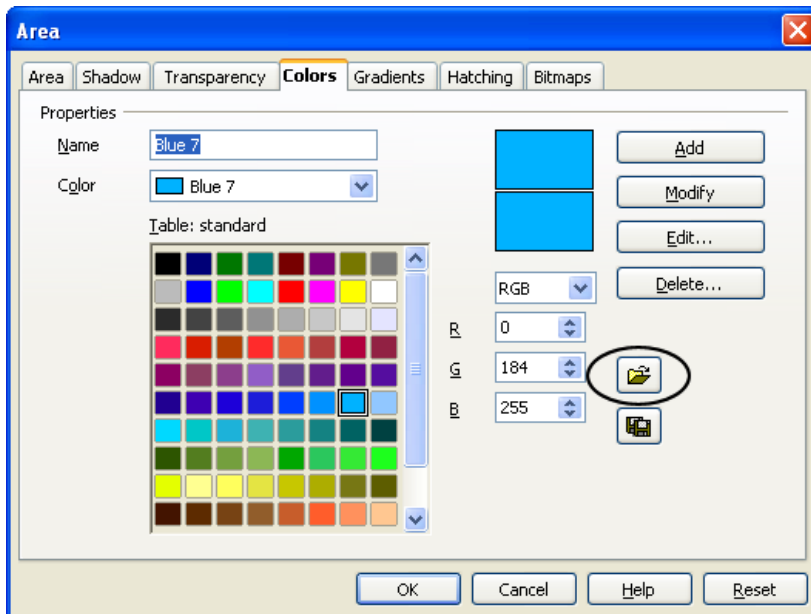 Area
Area Shadow Transparency Colors Gradients Hatching Bitmaps
Properties
Name Blue 7 Add
Color Blue 7 Modify
Table: standard Edit...
RGB Delete...
R 0
G 184
B 255
OK Cancel Help Reset